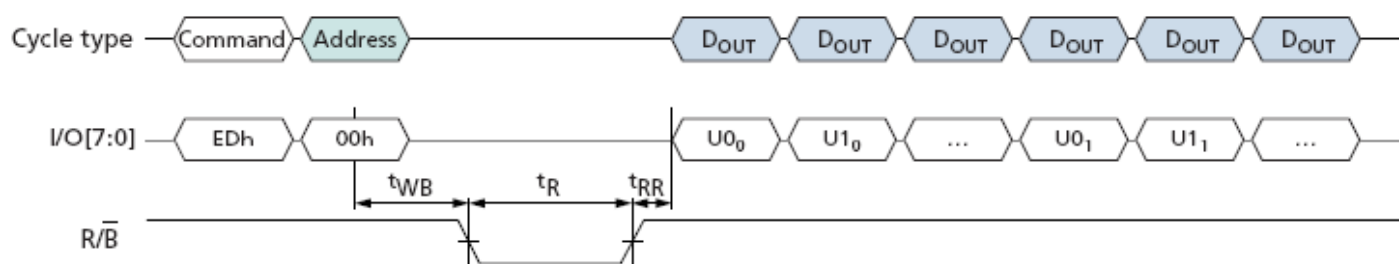 Cycle type Command Address DOUT DOUT DOUT DOUT DOUT DOUT
I/O[7:0] EDh 00h U0₀ U1₀ ... U0₁ U1₁ ...
tWB tR tRR
R/B̅